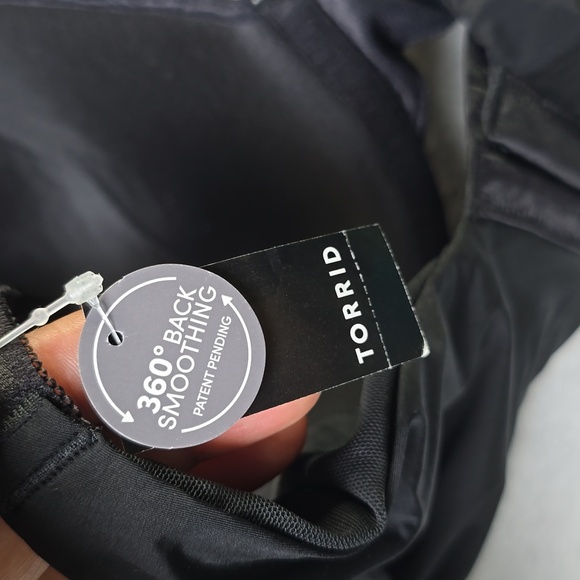 360° BACK
SMOOTHING
PATENT PENDING
TORRID